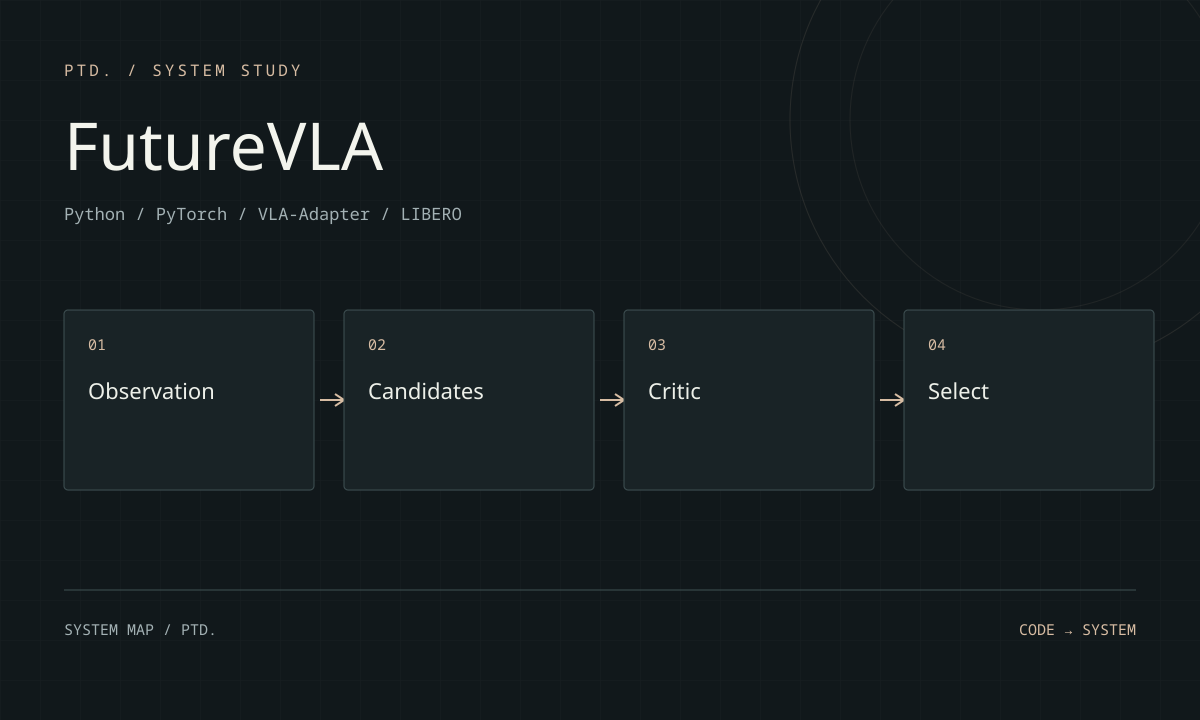 PTD. / SYSTEM STUDY
FutureVLA
Python / PyTorch / VLA-Adapter / LIBERO
01
Observation
02
Candidates
03
Critic
04
Select
SYSTEM MAP / PTD.
CODE → SYSTEM